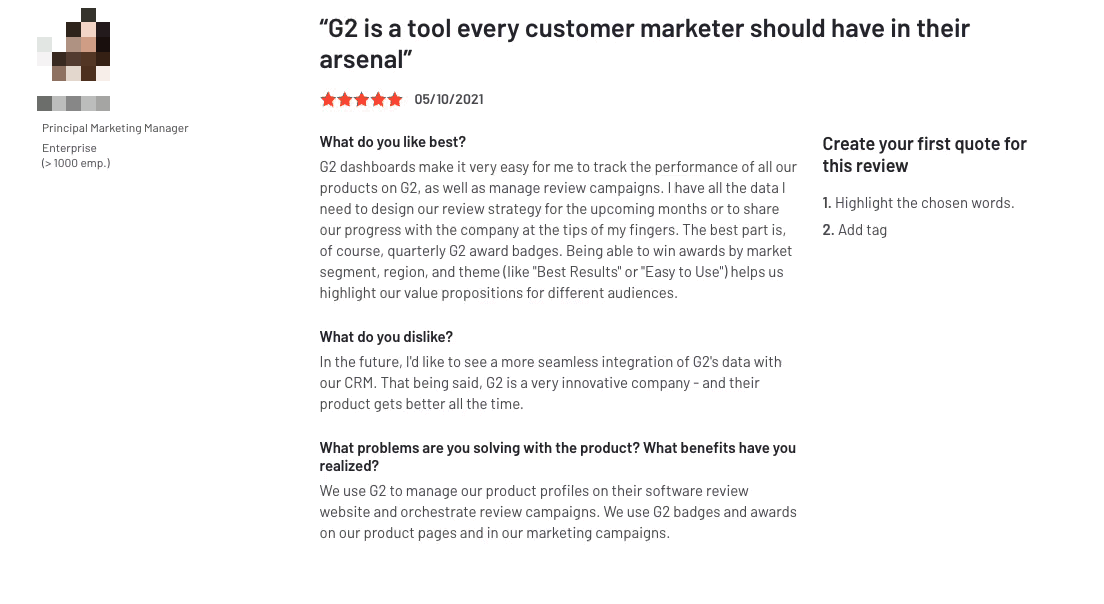 “G2 is a tool every customer marketer should have in their
arsenal”
05/10/2021
Principal Marketing Manager
Enterprise
(> 1000 emp.)
What do you like best?
G2 dashboards make it very easy for me to track the performance of all our
products on G2, as well as manage review campaigns. I have all the data I
need to design our review strategy for the upcoming months or to share
our progress with the company at the tips of my fingers. The best part is,
of course, quarterly G2 award badges. Being able to win awards by market
segment, region, and theme (like "Best Results" or "Easy to Use") helps us
highlight our value propositions for different audiences.
What do you dislike?
In the future, I'd like to see a more seamless integration of G2's data with
our CRM. That being said, G2 is a very innovative company - and their
product gets better all the time.
What problems are you solving with the product? What benefits have you
realized?
We use G2 to manage our product profiles on their software review
website and orchestrate review campaigns. We use G2 badges and awards
on our product pages and in our marketing campaigns.
Create your first quote for
this review
1. Highlight the chosen words.
2. Add tag